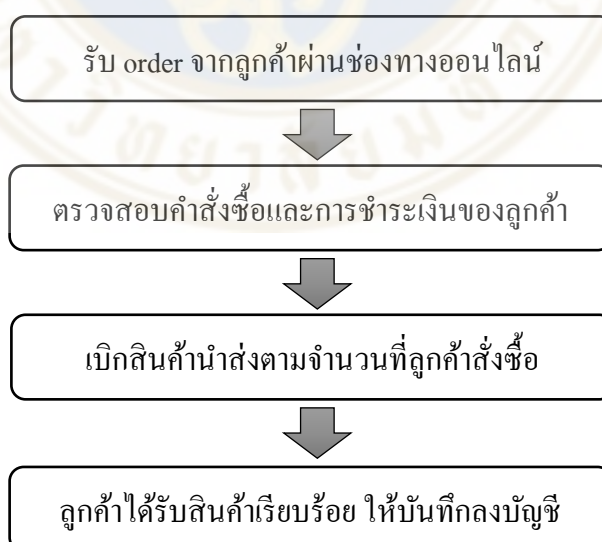 รับ order จากลูกค้าผ่านช่องทางออนไลน์
ตรวจสอบคำสั่งซื้อและการชำระเงินของลูกค้า
เบิกสินค้านำส่งตามจำนวนที่ลูกค้าสั่งซื้อ
ลูกค้าได้รับสินค้าเรียบร้อย ให้บันทึกลงบัญชี